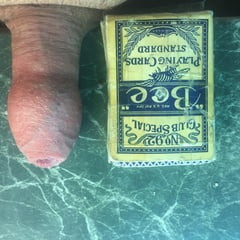 No 92
Club Special
"Bee"
Playing Cards
Standard